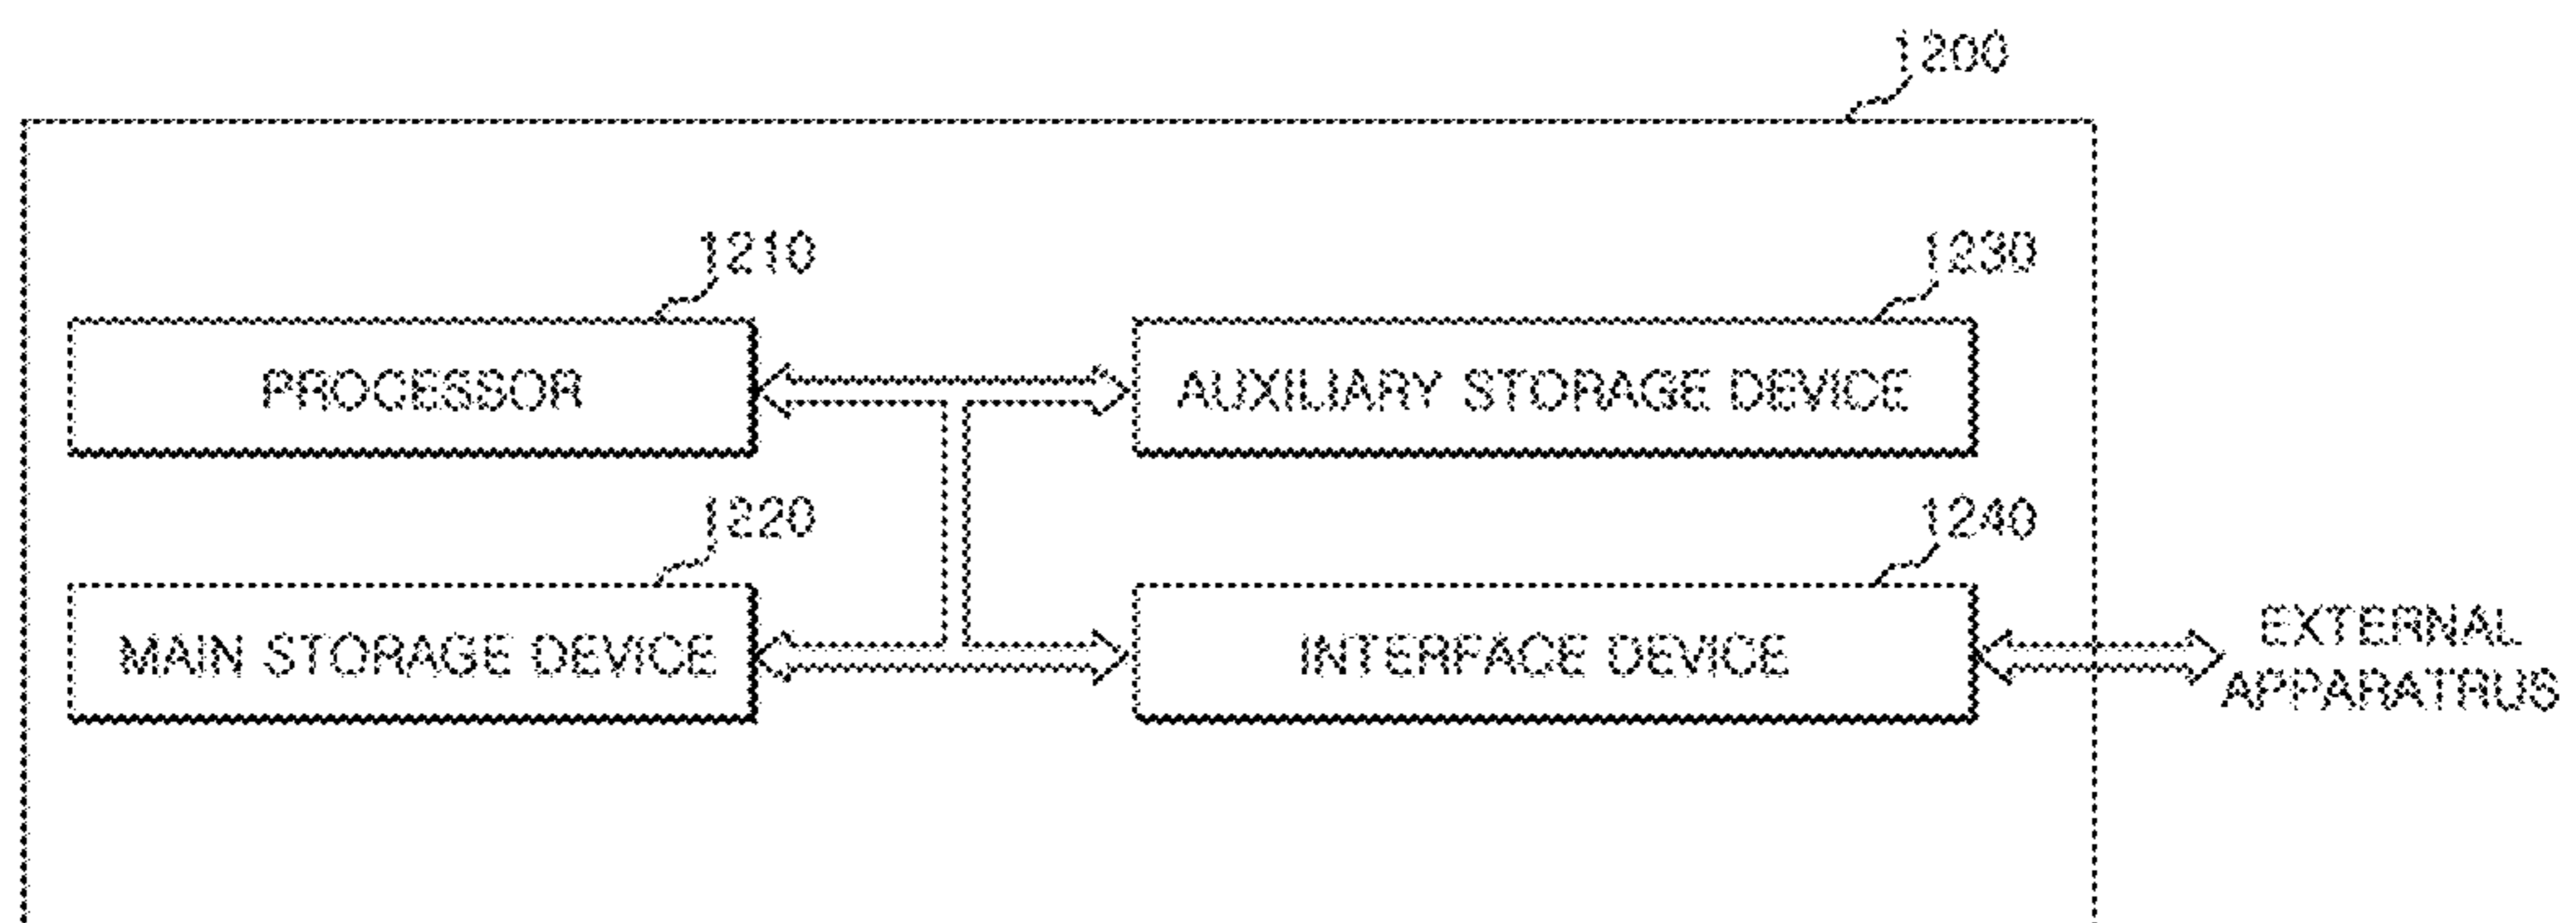 1200
1210
1230
PROCESSOR
AUXILIARY STORAGE DEVICE
1220
1240
MAIN STORAGE DEVICE
INTERFACE DEVICE
EXTERNAL
APPARATRUS